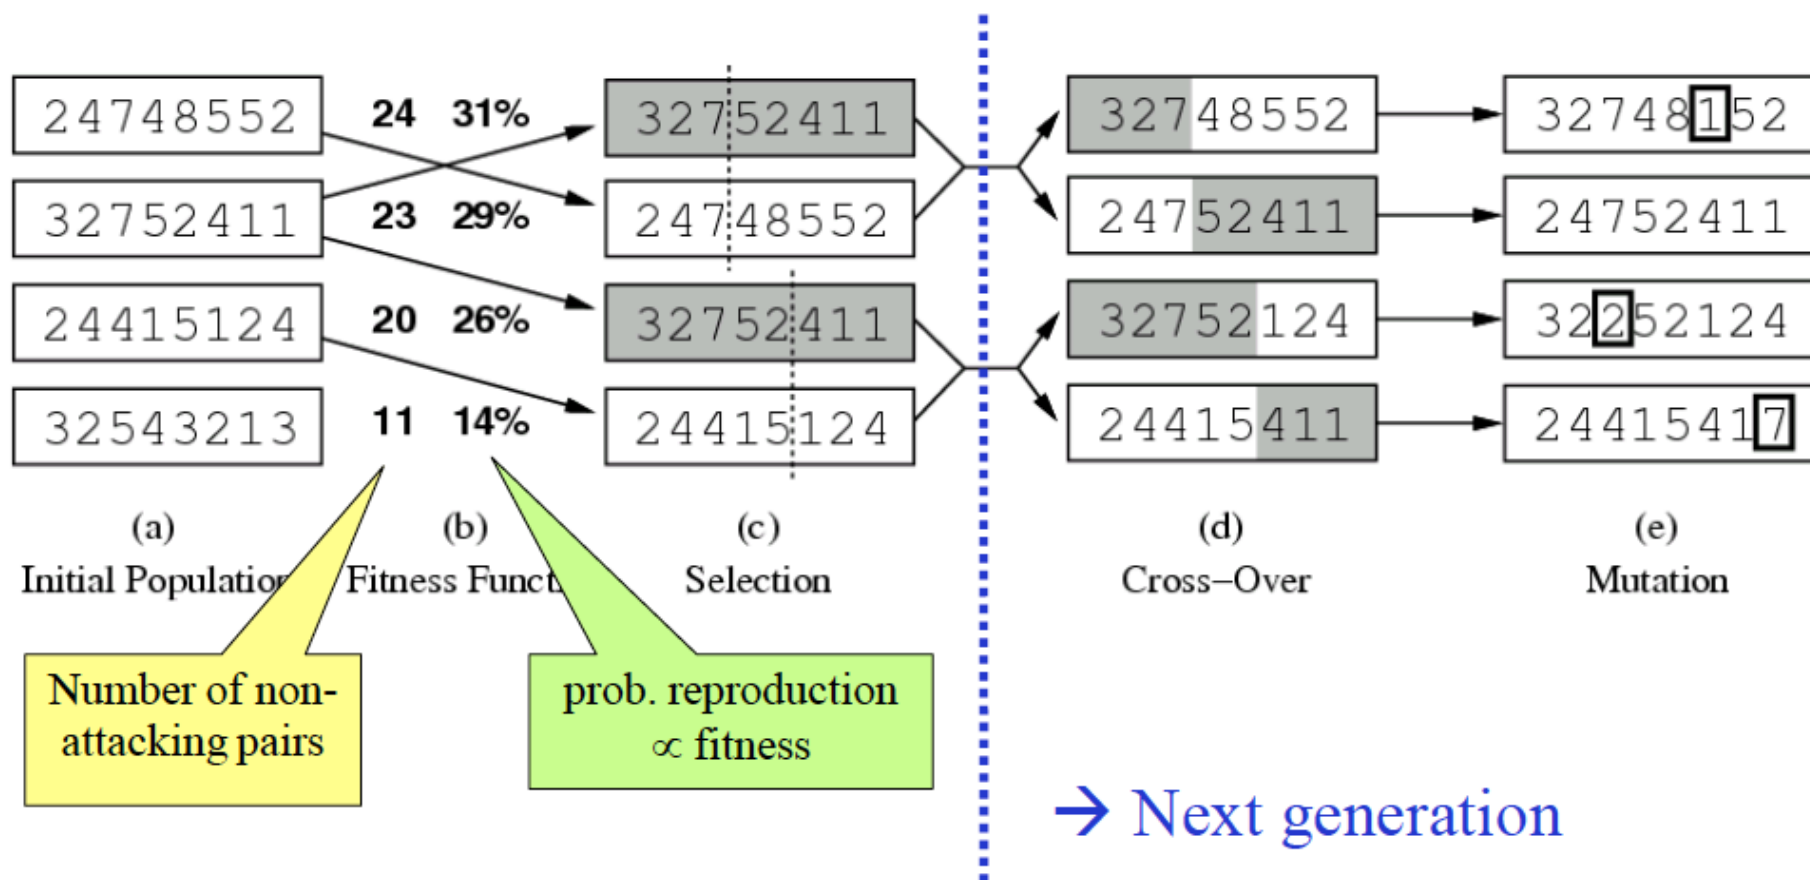 24748552 24 31% 32752411 32748552 32748152
32752411 23 29% 24748552 24752411 24752411
24415124 20 26% 32752411 32752124 32252124
32543213 11 14% 24415124 24415411 24415417
(a) (b) (c) (d) (e)
Initial Population Fitness Funct Selection Cross–Over Mutation
Number of non-
attacking pairs
prob. reproduction
∝ fitness
→ Next generation